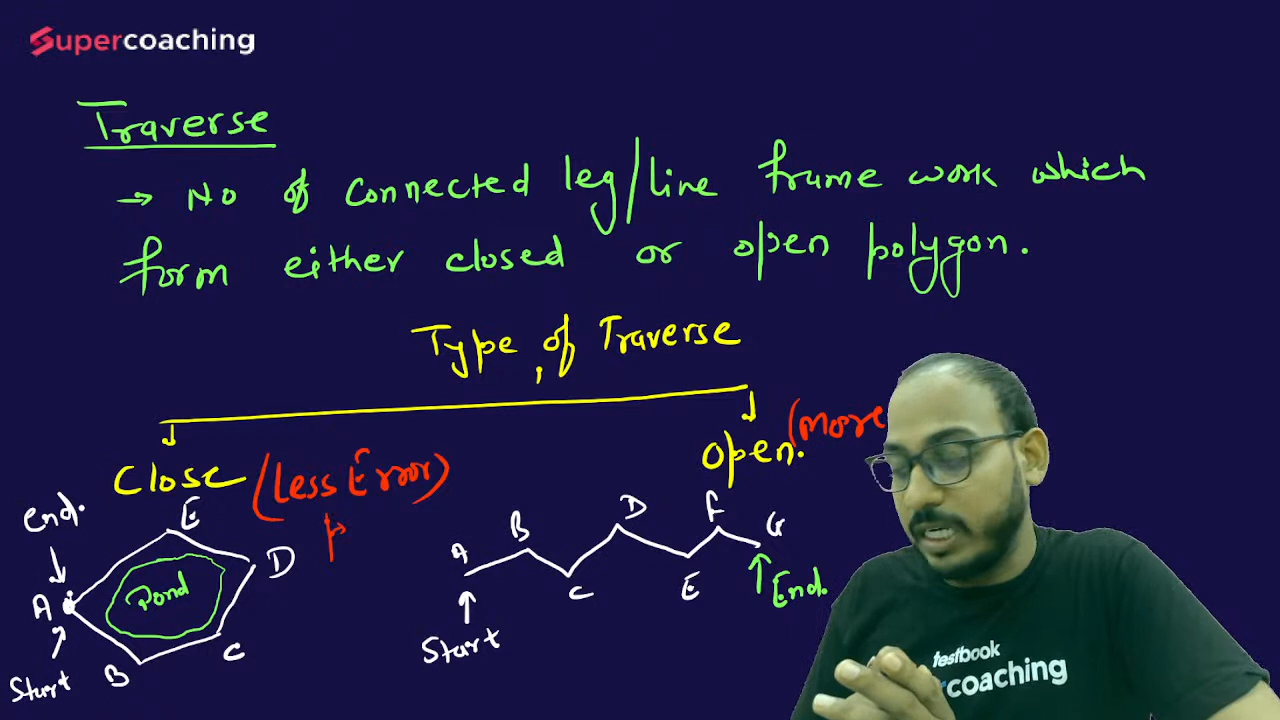 Supercoaching
Traverse
→ No of connected leg/line frame work which
form either closed or open polygon.
Type of Traverse
Close (Less Error)
Open. (More
End.
E
D
Pond
A
C
B
Start
A
B
C
D
E
F
G
Start
End.
testbook
coaching